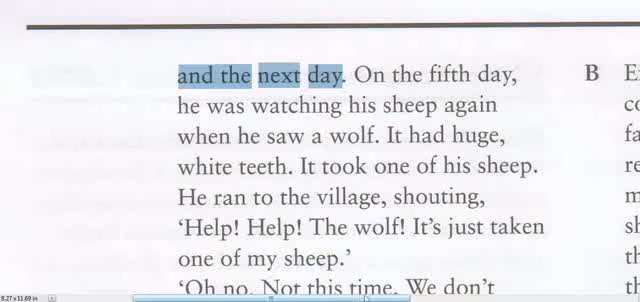 and the next day. On the fifth day,
he was watching his sheep again
when he saw a wolf. It had huge,
white teeth. It took one of his sheep.
He ran to the village, shouting,
‘Help! Help! The wolf! It’s just taken
one of my sheep.’
‘Oh no. Not this time. We don’t
B
8.27 x 11.69 in